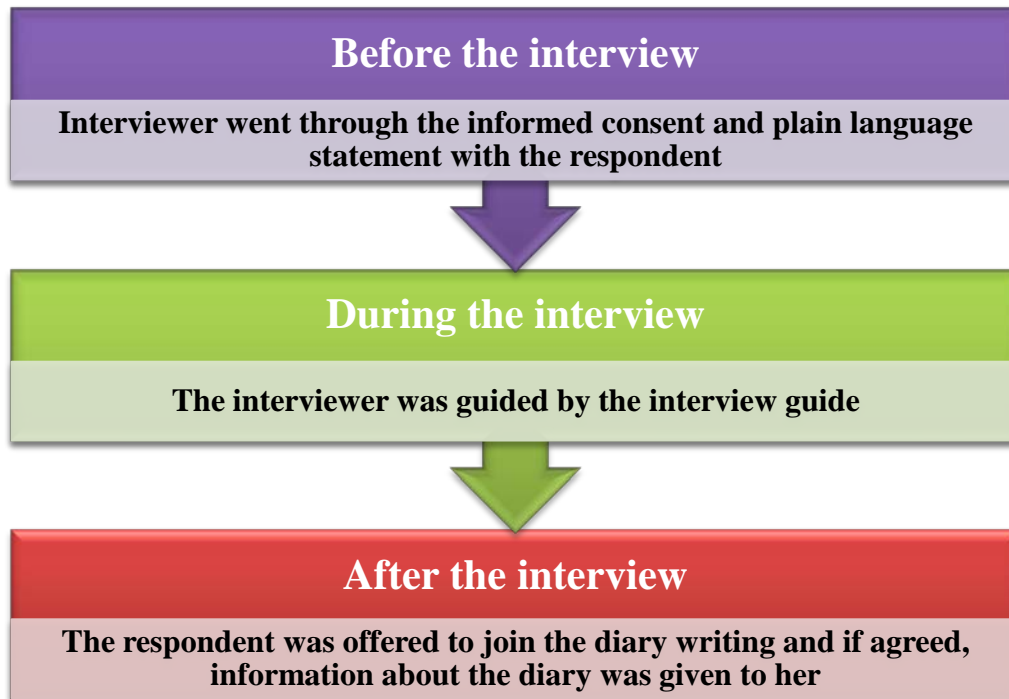 Before the interview
Interviewer went through the informed consent and plain language
statement with the respondent
During the interview
The interviewer was guided by the interview guide
After the interview
The respondent was offered to join the diary writing and if agreed,
information about the diary was given to her